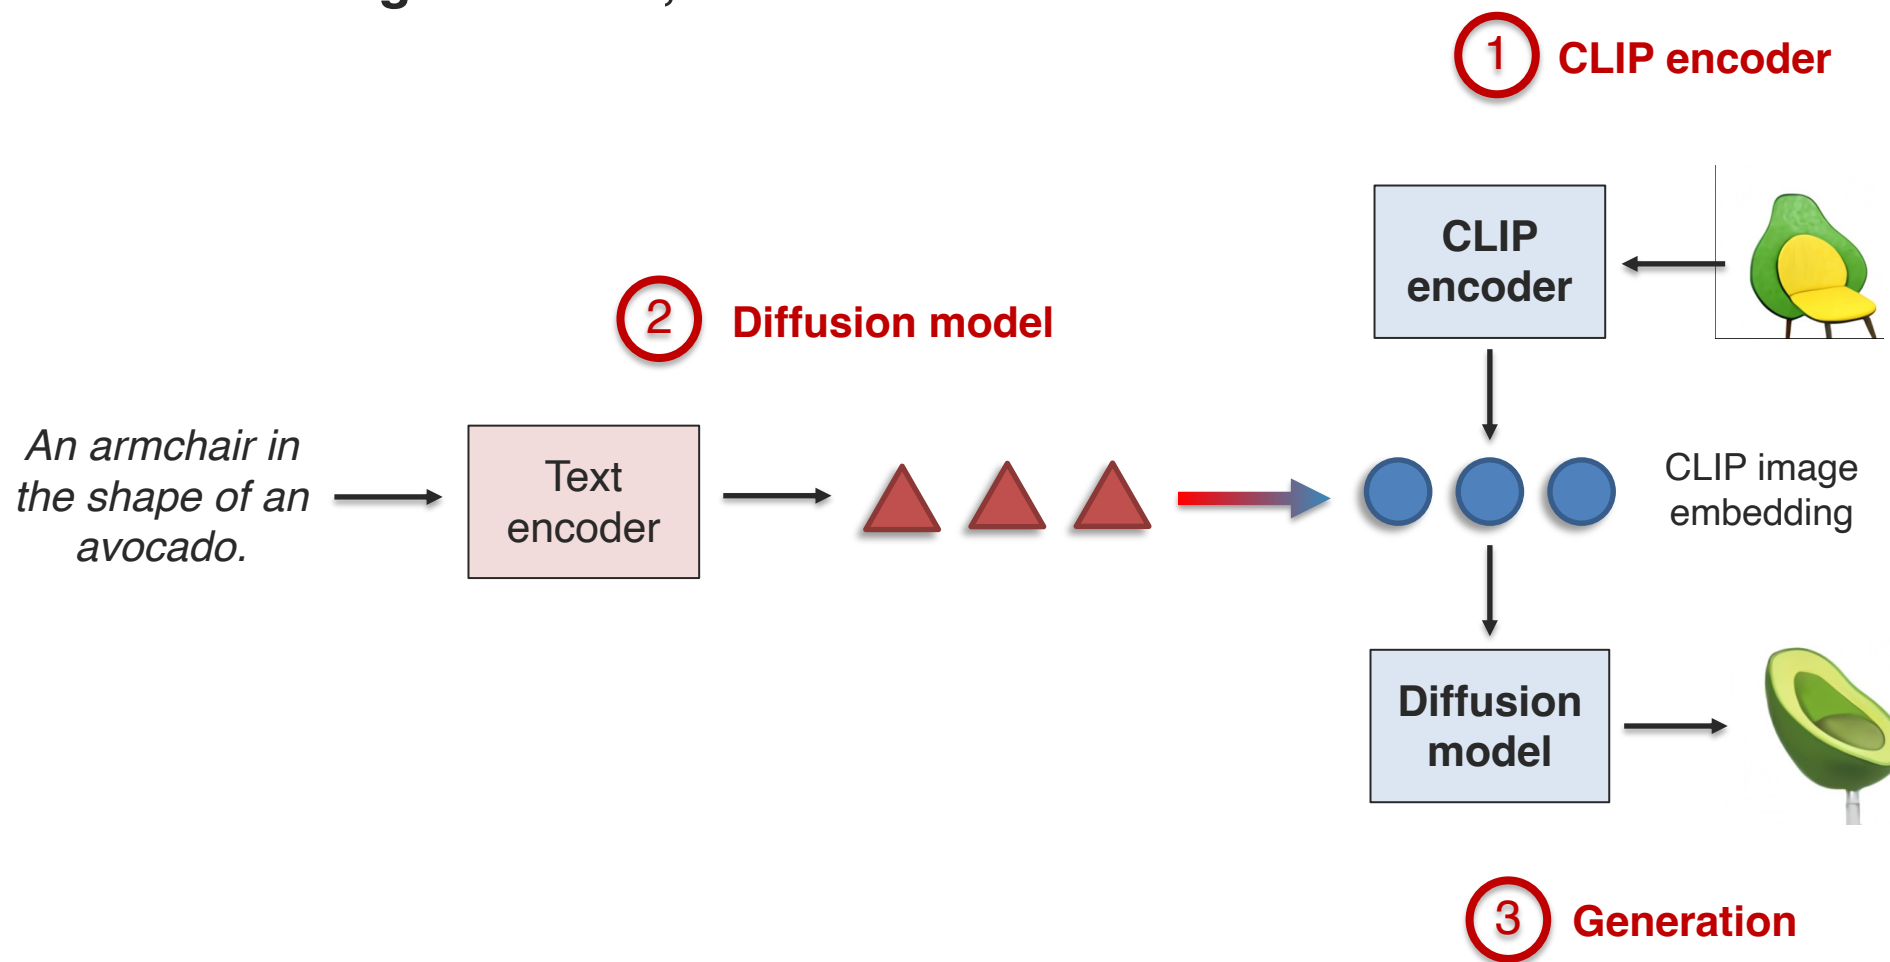 1 CLIP encoder
CLIP
encoder
2 Diffusion model
An armchair in
the shape of an
avocado.
Text
encoder
CLIP image
embedding
Diffusion
model
3 Generation